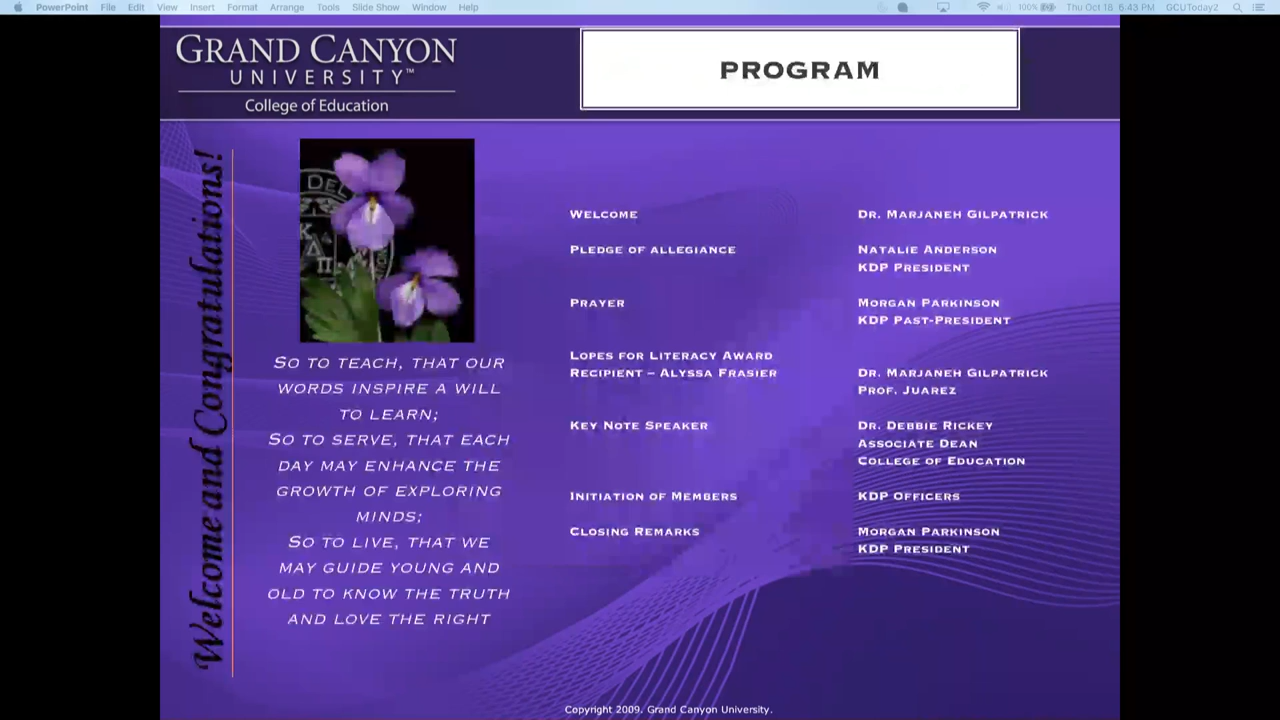 PowerPoint File Edit View Insert Format Arrange Tools Slide Show Window Help 100% Thu Oct 18 6:43 PM GCUToday2
GRAND CANYON
UNIVERSITY™
College of Education
PROGRAM
Welcome and Congratulations!
DEL
Κ
Δ
Π
SO TO TEACH, THAT OUR
WORDS INSPIRE A WILL
TO LEARN;
SO TO SERVE, THAT EACH
DAY MAY ENHANCE THE
GROWTH OF EXPLORING
MINDS;
SO TO LIVE, THAT WE
MAY GUIDE YOUNG AND
OLD TO KNOW THE TRUTH
AND LOVE THE RIGHT
WELCOME DR. MARJANEH GILPATRICK
PLEDGE OF ALLEGIANCE NATALIE ANDERSON
KDP PRESIDENT
PRAYER MORGAN PARKINSON
KDP PAST-PRESIDENT
LOPES FOR LITERACY AWARD
RECIPIENT – ALYSSA FRASIER DR. MARJANEH GILPATRICK
PROF. JUAREZ
KEY NOTE SPEAKER DR. DEBBIE RICKEY
ASSOCIATE DEAN
COLLEGE OF EDUCATION
INITIATION OF MEMBERS KDP OFFICERS
CLOSING REMARKS MORGAN PARKINSON
KDP PRESIDENT
Copyright 2009. Grand Canyon University.